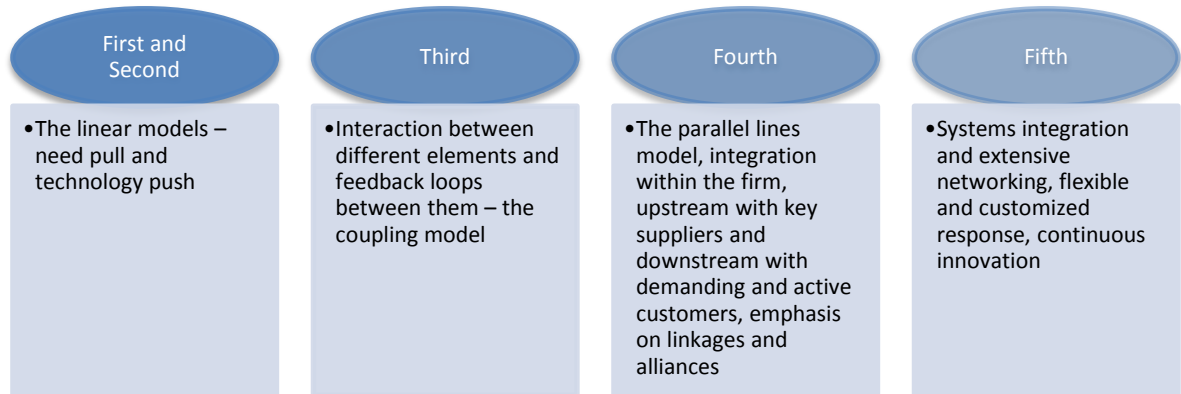 First and
Second
•The linear models –
need pull and
technology push
Third
•Interaction between
different elements and
feedback loops
between them – the
coupling model
Fourth
•The parallel lines
model, integration
within the firm,
upstream with key
suppliers and
downstream with
demanding and active
customers, emphasis
on linkages and
alliances
Fifth
•Systems integration
and extensive
networking, flexible
and customized
response, continuous
innovation